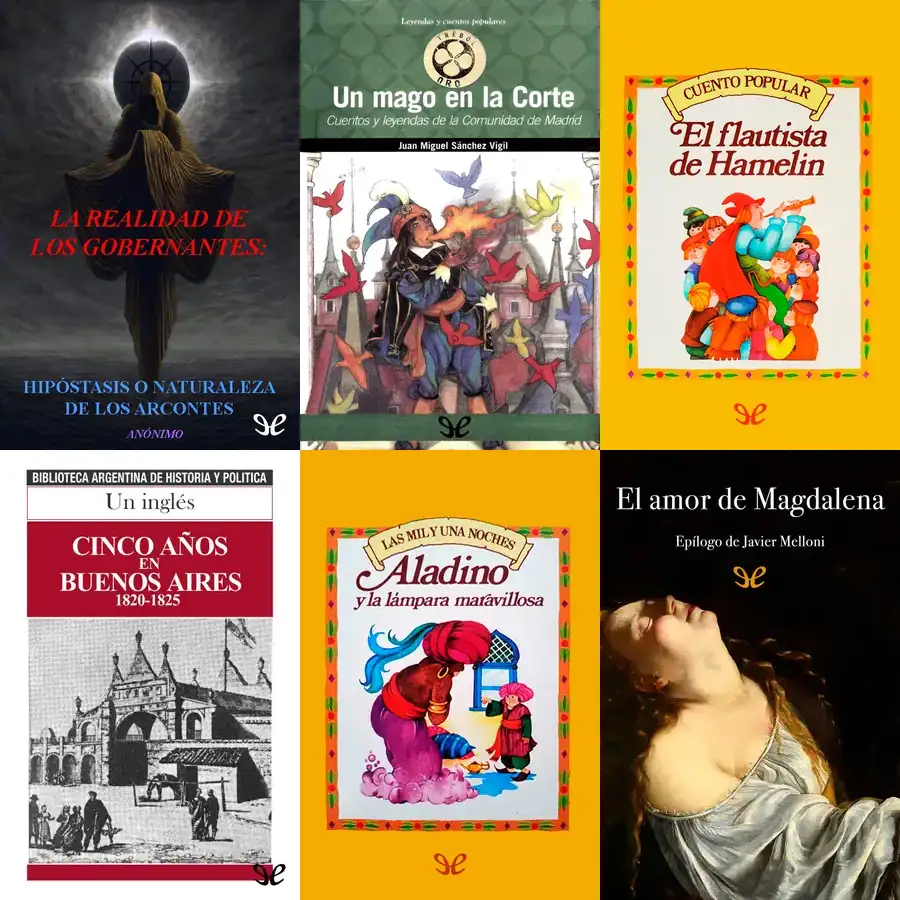 LA REALIDAD DE
LOS GOBERNANTES:
HIPÓSTASIS O NATURALEZA
DE LOS ARCONTES
ANÓNIMO
Leyendas y cuentos populares
TRÉBOL
ORO
Un mago en la Corte
Cuentos y leyendas de la Comunidad de Madrid
Juan Miguel Sánchez Vigil
CUENTO POPULAR
El flautista
de Hamelin
BIBLIOTECA ARGENTINA DE HISTORIA Y POLITICA
Un inglés
CINCO AÑOS
EN
BUENOS AIRES
1820-1825
LAS MIL Y UNA NOCHES
Aladino
y la lámpara maravillosa
El amor de Magdalena
Epílogo de Javier Melloni